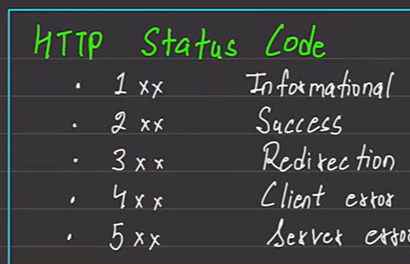 HTTP Status Code
· 1xx Informational
· 2xx Success
· 3xx Redirection
· 4xx Client error
· 5xx Server error